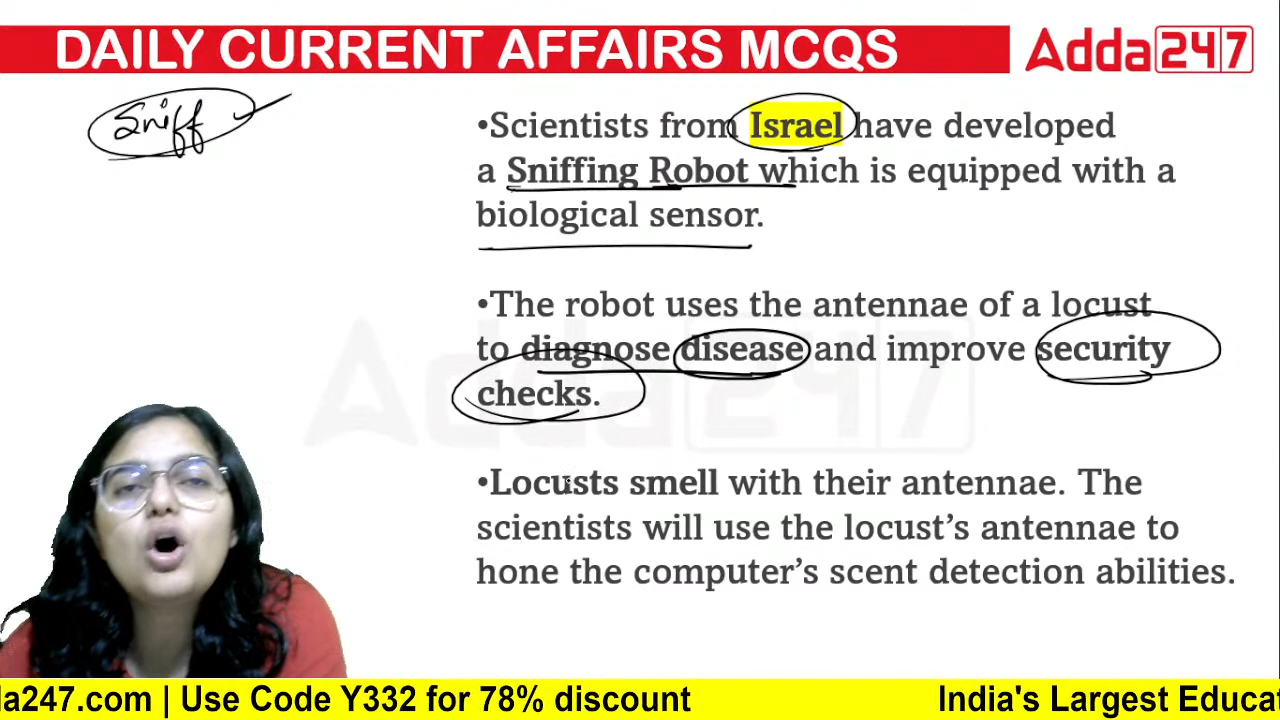 DAILY CURRENT AFFAIRS MCQS
Adda247
Sniff
•Scientists from Israel have developed
a Sniffing Robot which is equipped with a
biological sensor.
•The robot uses the antennae of a locust
to diagnose disease and improve security
checks.
Adda247
•Locusts smell with their antennae. The
scientists will use the locust’s antennae to
hone the computer’s scent detection abilities.
da247.com | Use Code Y332 for 78% discount
India's Largest Educat